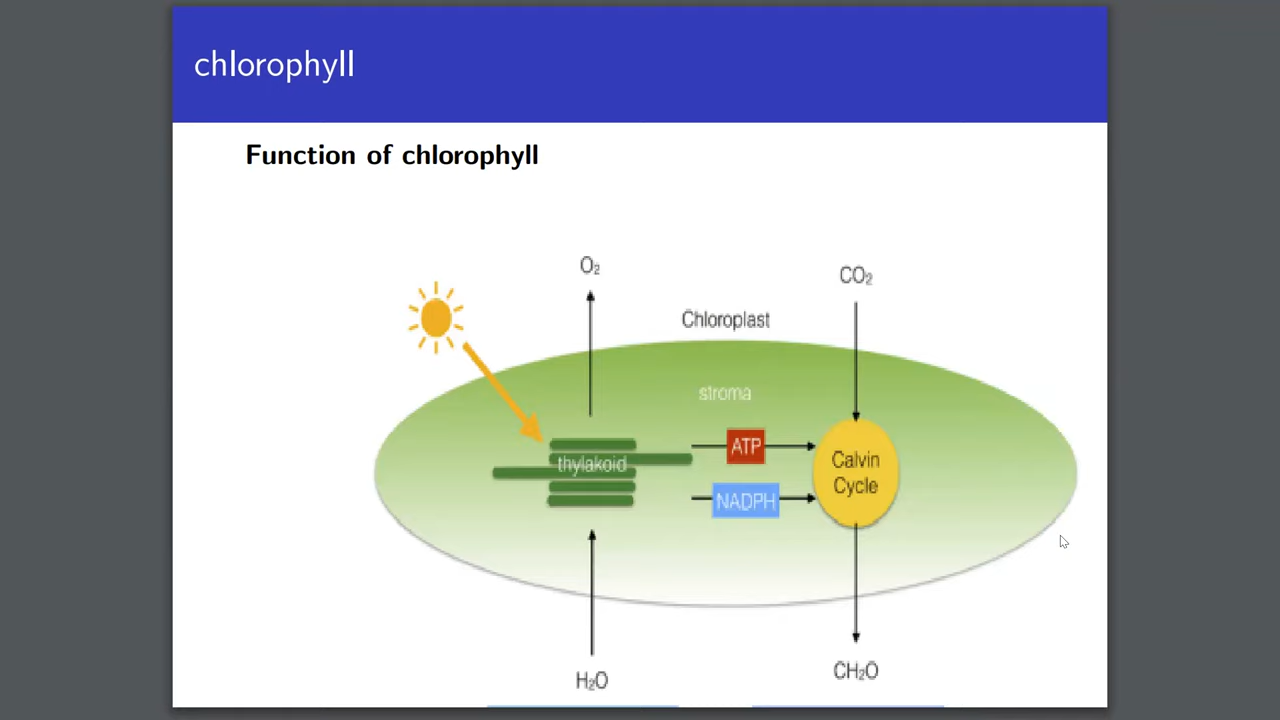 chlorophyll
Function of chlorophyll
O₂
CO₂
Chloroplast
stroma
ATP
thylakoid
Calvin
Cycle
NADPH
H₂O
CH₂O